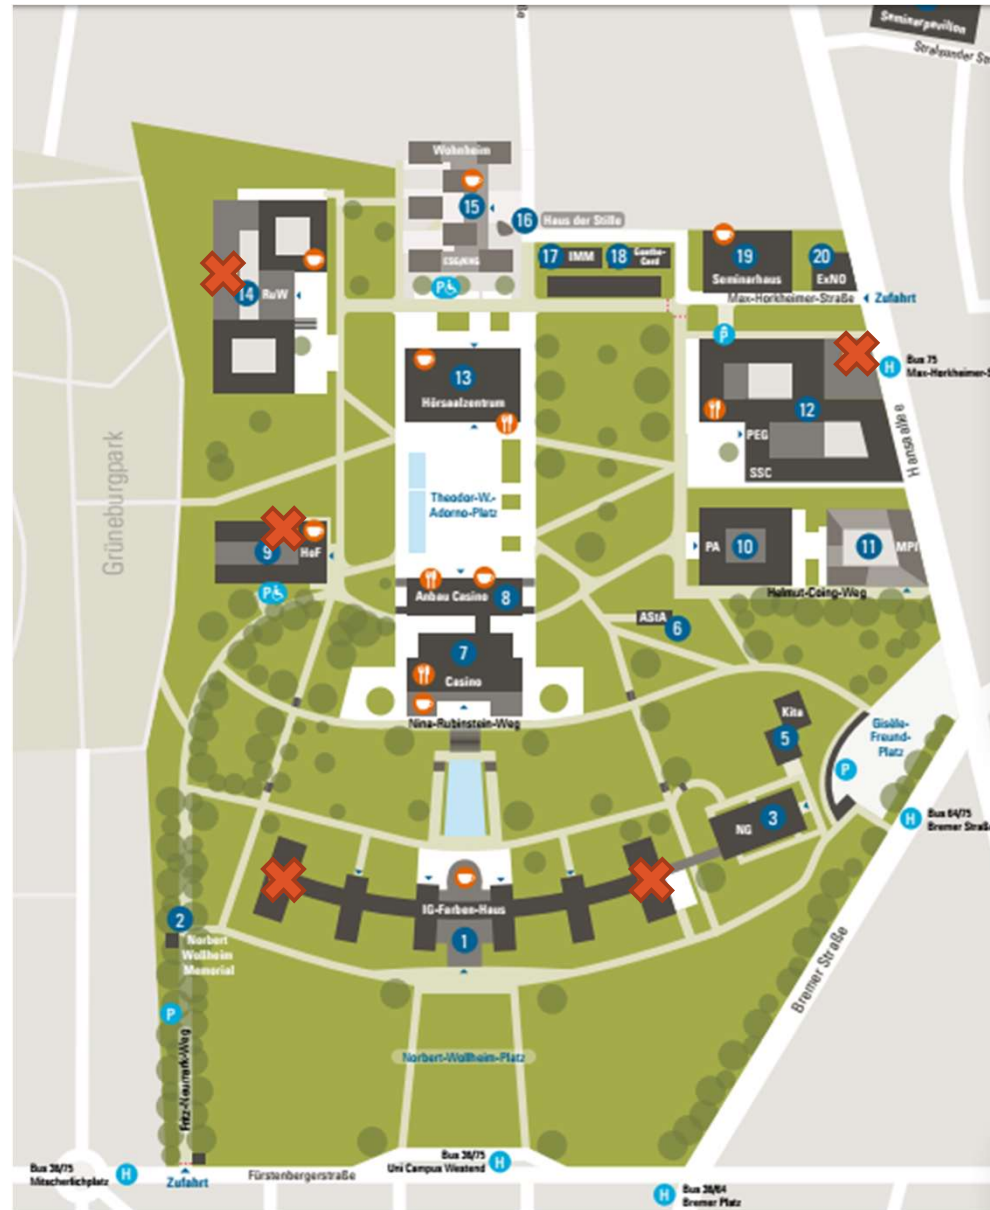 Seminarpavillon
Stralsunder
Wohnheim
15
16
Haus der Stille
ESG/KHG
P
17
IMM
18
Goethe-
Card
19
Seminarhaus
20
ExNO
Max-Horkheimer-Straße
Zufahrt
14
RuW
P
H
Bus 75
Max-Horkheimer-S
13
Hörsaalzentrum
12
PEG
SSC
Hansaallee
Grüneburgpark
Theodor-W.-
Adorno-Platz
9
HoF
P
PA
10
11
MPI
Helmut-Coing-Weg
Anbau Casino
8
AStA
6
7
Casino
Nina-Rubinstein-Weg
Kita
5
Gisèle-
Freund-
Platz
P
NG
3
H
Bus 64/75
Bremer Straß
IG-Farben-Haus
1
2
Norbert
Wollheim
Memorial
P
Fritz-Neumark-Weg
Bremer Straße
Norbert-Wollheim-Platz
Bus 36/75
Mitscherlichplatz
H
Zufahrt
Fürstenbergerstraße
Bus 36/75
Uni Campus Westend
H
H
Bus 36/64
Bremer Platz